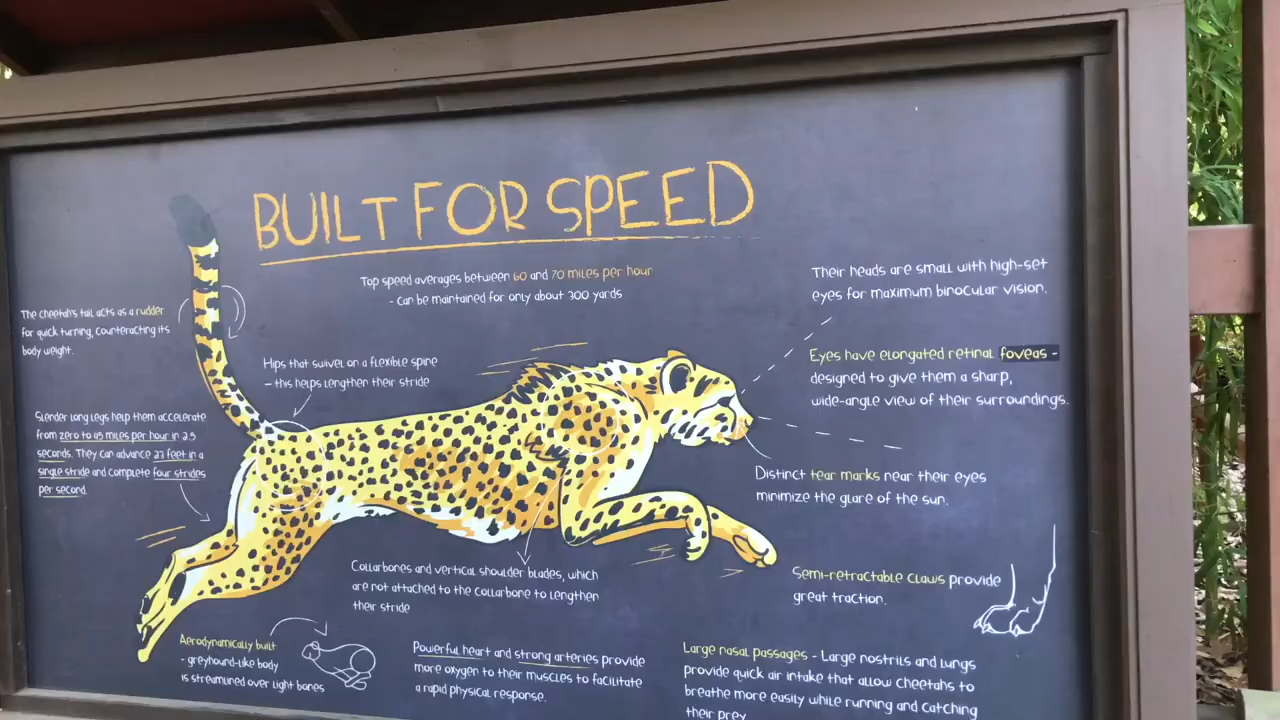 BUILT FOR SPEED
Top speed averages between 60 and 70 miles per hour
- Can be maintained for only about 300 yards
The cheetah's tail acts as a rudder
for quick turning, counteracting its
body weight.
Hips that swivel on a flexible spine
– this helps lengthen their stride
Slender long legs help them accelerate
from zero to 45 miles per hour in 2.5
seconds. They can advance 23 feet in a
single stride and complete four strides
per second.
Their heads are small with high-set
eyes for maximum binocular vision.
Eyes have elongated retinal foveas -
designed to give them a sharp,
wide-angle view of their surroundings.
Distinct tear marks near their eyes
minimize the glare of the sun.
Collarbones and vertical shoulder blades, which
are not attached to the collarbone to lengthen
their stride
Semi-retractable claws provide
great traction.
Aerodynamically built
- greyhound-like body
is streamlined over light bones
Powerful heart and strong arteries provide
more oxygen to their muscles to facilitate
a rapid physical response.
Large nasal passages - Large nostrils and lungs
provide quick air intake that allow cheetahs to
breathe more easily while running and catching
their prey